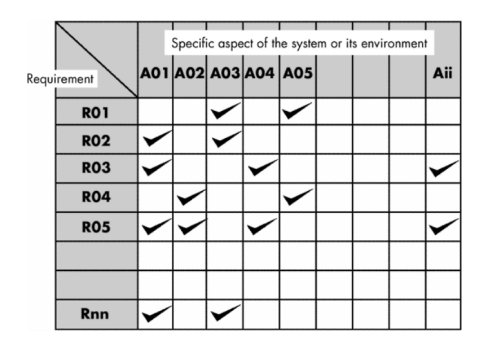 Specific aspect of the system or its environment
Requirement
A01 A02 A03 A04 A05 Aii
R01
R02
R03
R04
R05
Rnn